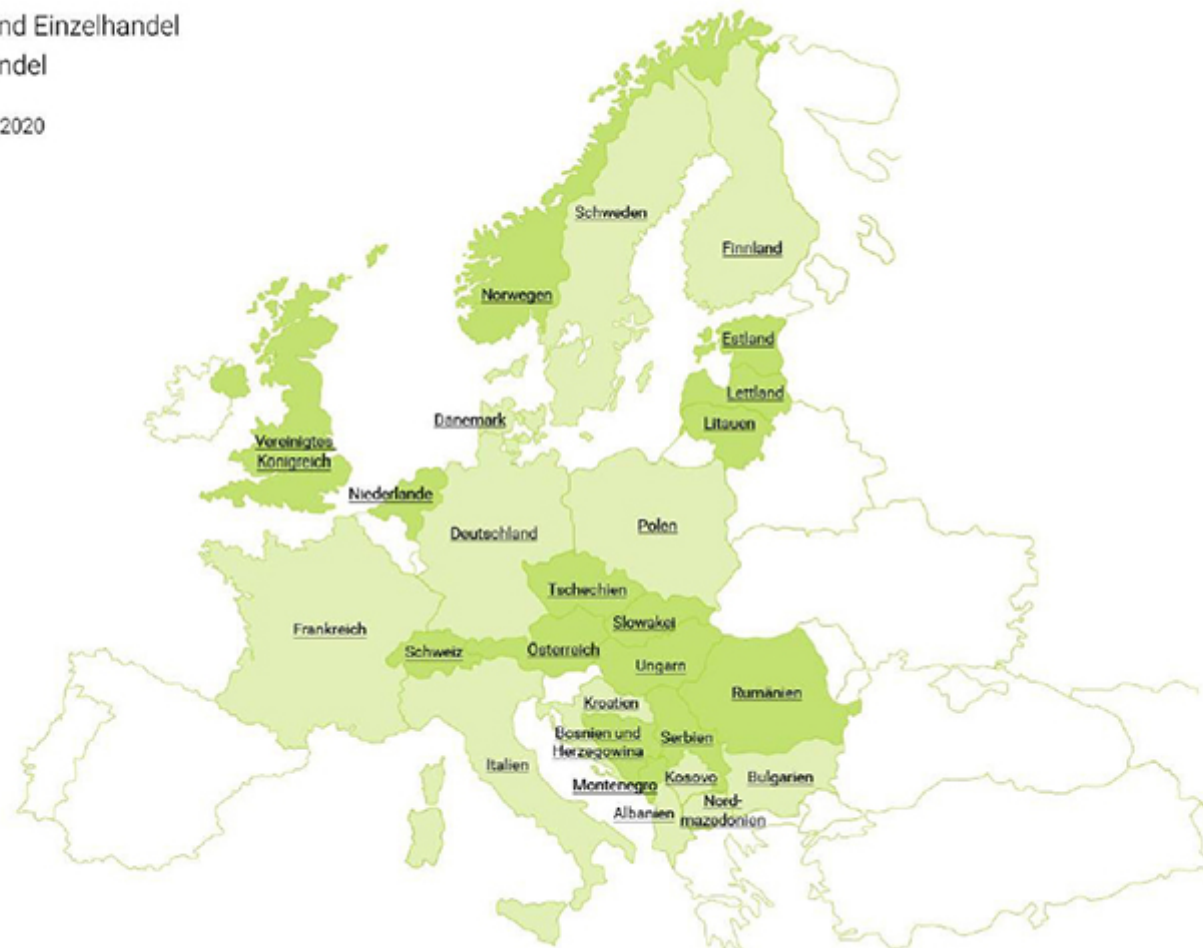 nd Einzelhandel
ndel
2020
Schweden
Finnland
Norwegen
Estland
Lettland
Dänemark
Litauen
Vereinigtes
Königreich
Niederlande
Polen
Deutschland
Tschechien
Slowakei
Frankreich
Österreich
Schweiz
Ungarn
Rumänien
Kroatien
Bosnien und
Herzegowina
Serbien
Italien
Kosovo
Bulgarien
Montenegro
Nord-
mazedonien
Albanien